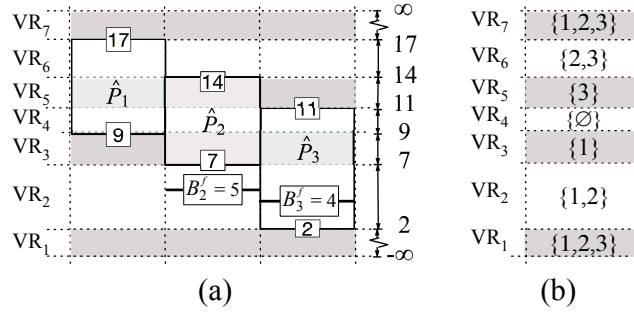 VR7 ∞ VR7 {1,2,3}
17 17
VR6 VR6 {2,3}
14 14
VR5 P̂1 11 11 VR5 {3}
VR4 P̂2 VR4 {∅}
9 9
VR3 P̂3 VR3 {1}
7 7
VR2 B2^f = 5 B3^f = 4 VR2 {1,2}
2 2
VR1 -∞ VR1 {1,2,3}
(a) (b)